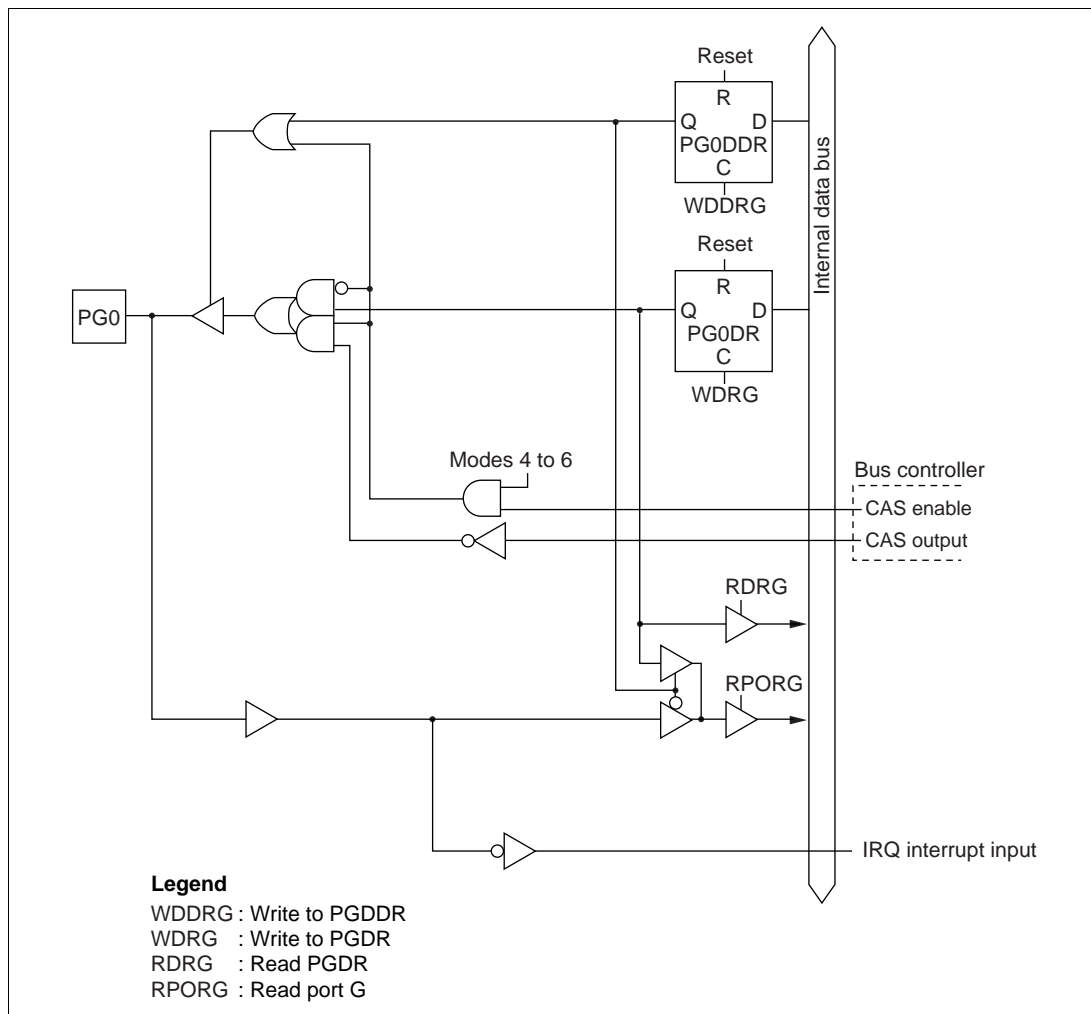 Reset
R
Q D
PG0DDR
C
WDDRG
Internal data bus
Reset
R
PG0
Q D
PG0DR
C
WDRG
Modes 4 to 6
Bus controller
CAS enable
CAS output
RDRG
RPORG
IRQ interrupt input
Legend
WDDRG : Write to PGDDR
WDRG : Write to PGDR
RDRG : Read PGDR
RPORG : Read port G